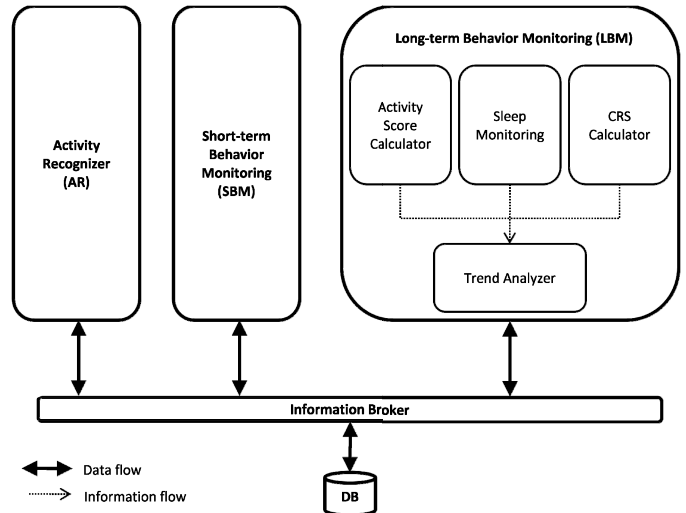 Activity
Recognizer
(AR)
Short-term
Behavior
Monitoring
(SBM)
Long-term Behavior Monitoring (LBM)
Activity
Score
Calculator
Sleep
Monitoring
CRS
Calculator
Trend Analyzer
Information Broker
DB
Data flow
Information flow